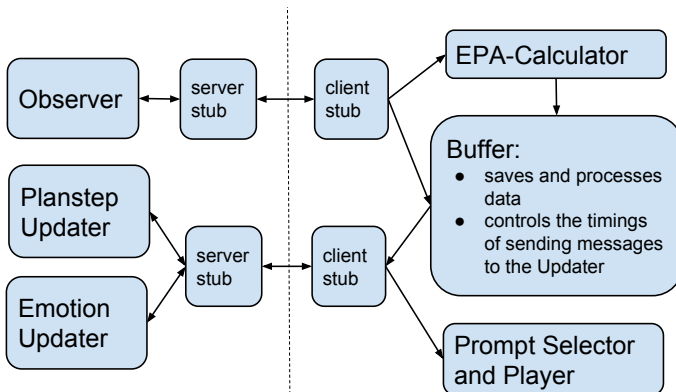 Observer
server
stub
client
stub
EPA-Calculator
Buffer:
● saves and processes
data
● controls the timings
of sending messages
to the Updater
Planstep
Updater
server
stub
client
stub
Emotion
Updater
Prompt Selector
and Player